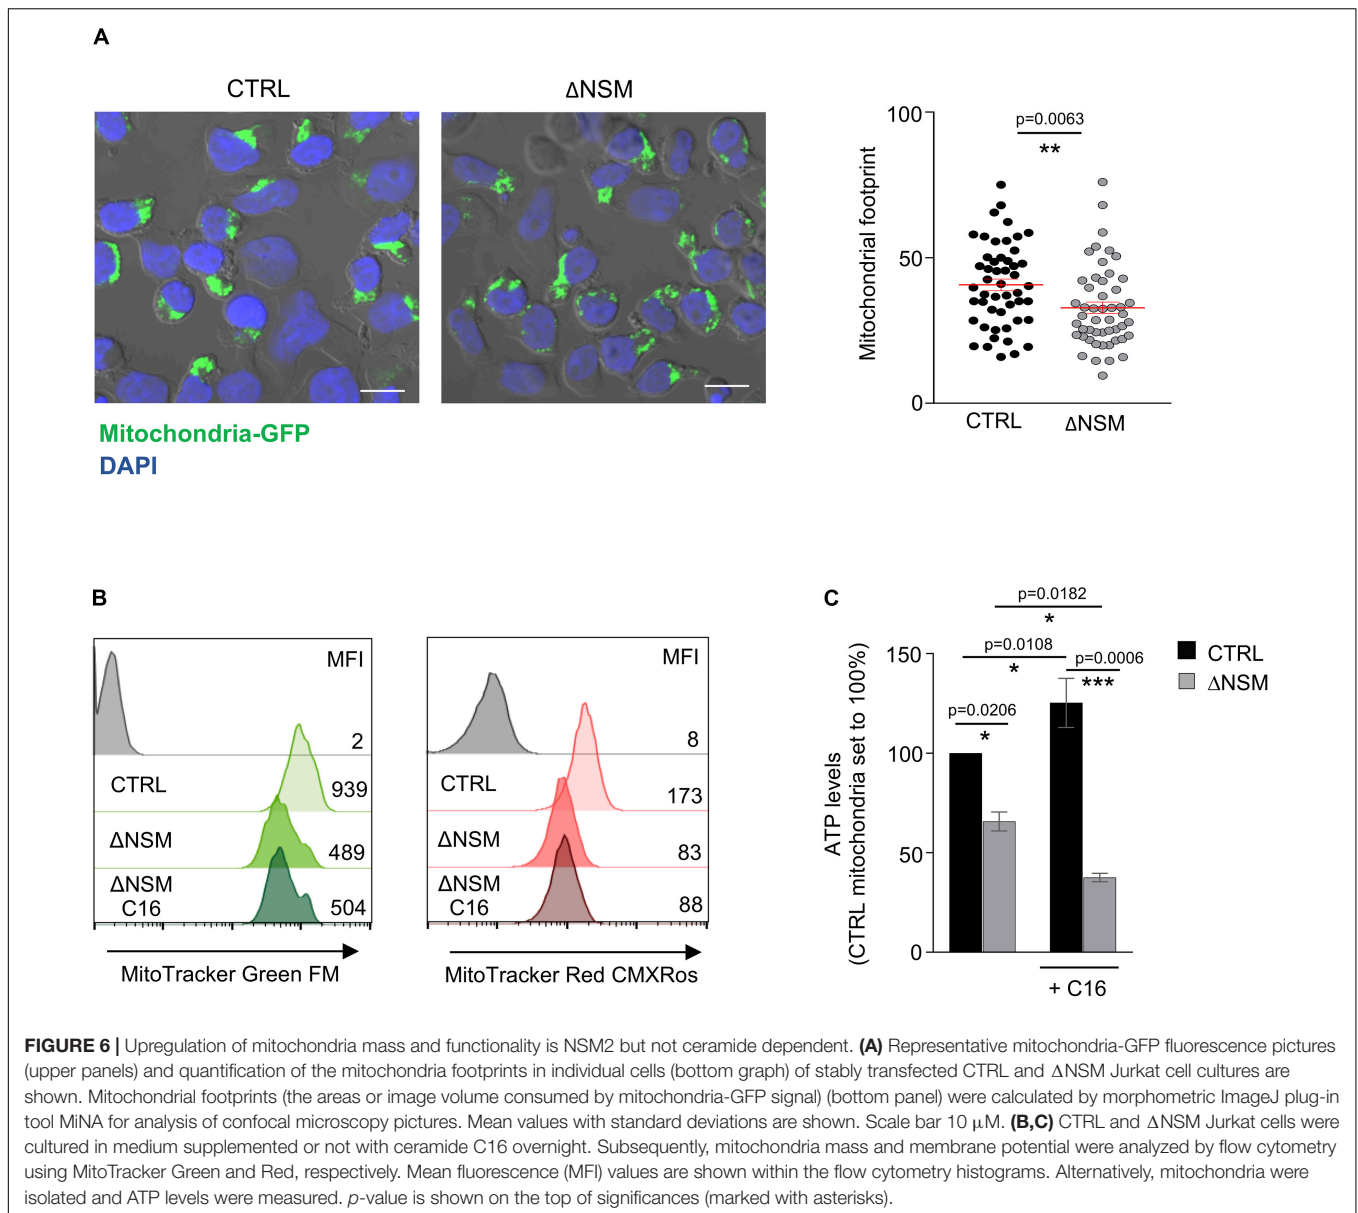 A
CTRL
ΔNSM
Mitochondria-GFP
DAPI
100
50
0
Mitochondrial footprint
p=0.0063
**
CTRL
ΔNSM
B
MFI
2
CTRL
939
ΔNSM
489
ΔNSM
C16
504
MitoTracker Green FM
MFI
8
173
ΔNSM
83
ΔNSM
C16
88
MitoTracker Red CMXRos
C
p=0.0182
*
p=0.0108
*
p=0.0006
***
p=0.0206
*
150
100
50
0
ATP levels
(CTRL mitochondria set to 100%)
+ C16
CTRL
ΔNSM
FIGURE 6 | Upregulation of mitochondria mass and functionality is NSM2 but not ceramide dependent. (A) Representative mitochondria-GFP fluorescence pictures
(upper panels) and quantification of the mitochondria footprints in individual cells (bottom graph) of stably transfected CTRL and ΔNSM Jurkat cell cultures are
shown. Mitochondrial footprints (the areas or image volume consumed by mitochondria-GFP signal) (bottom panel) were calculated by morphometric ImageJ plug-in
tool MiNA for analysis of confocal microscopy pictures. Mean values with standard deviations are shown. Scale bar 10 μM. (B,C) CTRL and ΔNSM Jurkat cells were
cultured in medium supplemented or not with ceramide C16 overnight. Subsequently, mitochondria mass and membrane potential were analyzed by flow cytometry
using MitoTracker Green and Red, respectively. Mean fluorescence (MFI) values are shown within the flow cytometry histograms. Alternatively, mitochondria were
isolated and ATP levels were measured. p-value is shown on the top of significances (marked with asterisks).